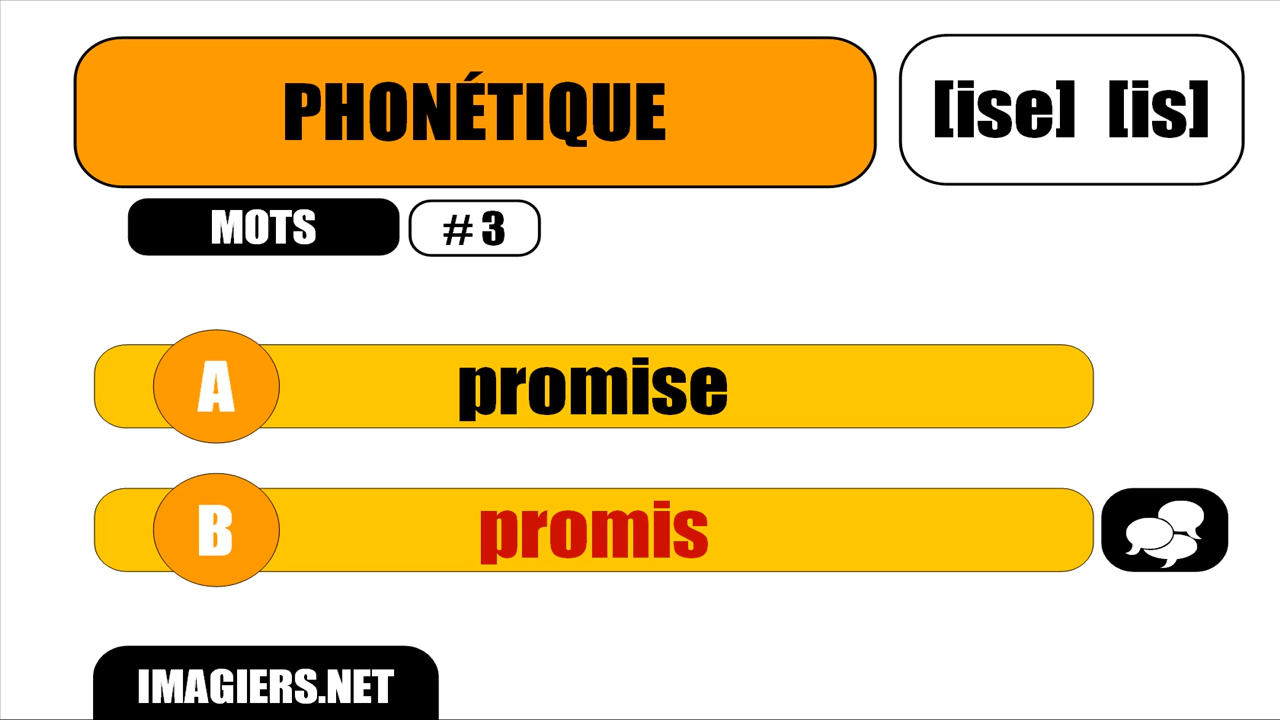 PHONÉTIQUE
[ise] [is]
MOTS
# 3
A
promise
B
promis
IMAGIERS.NET